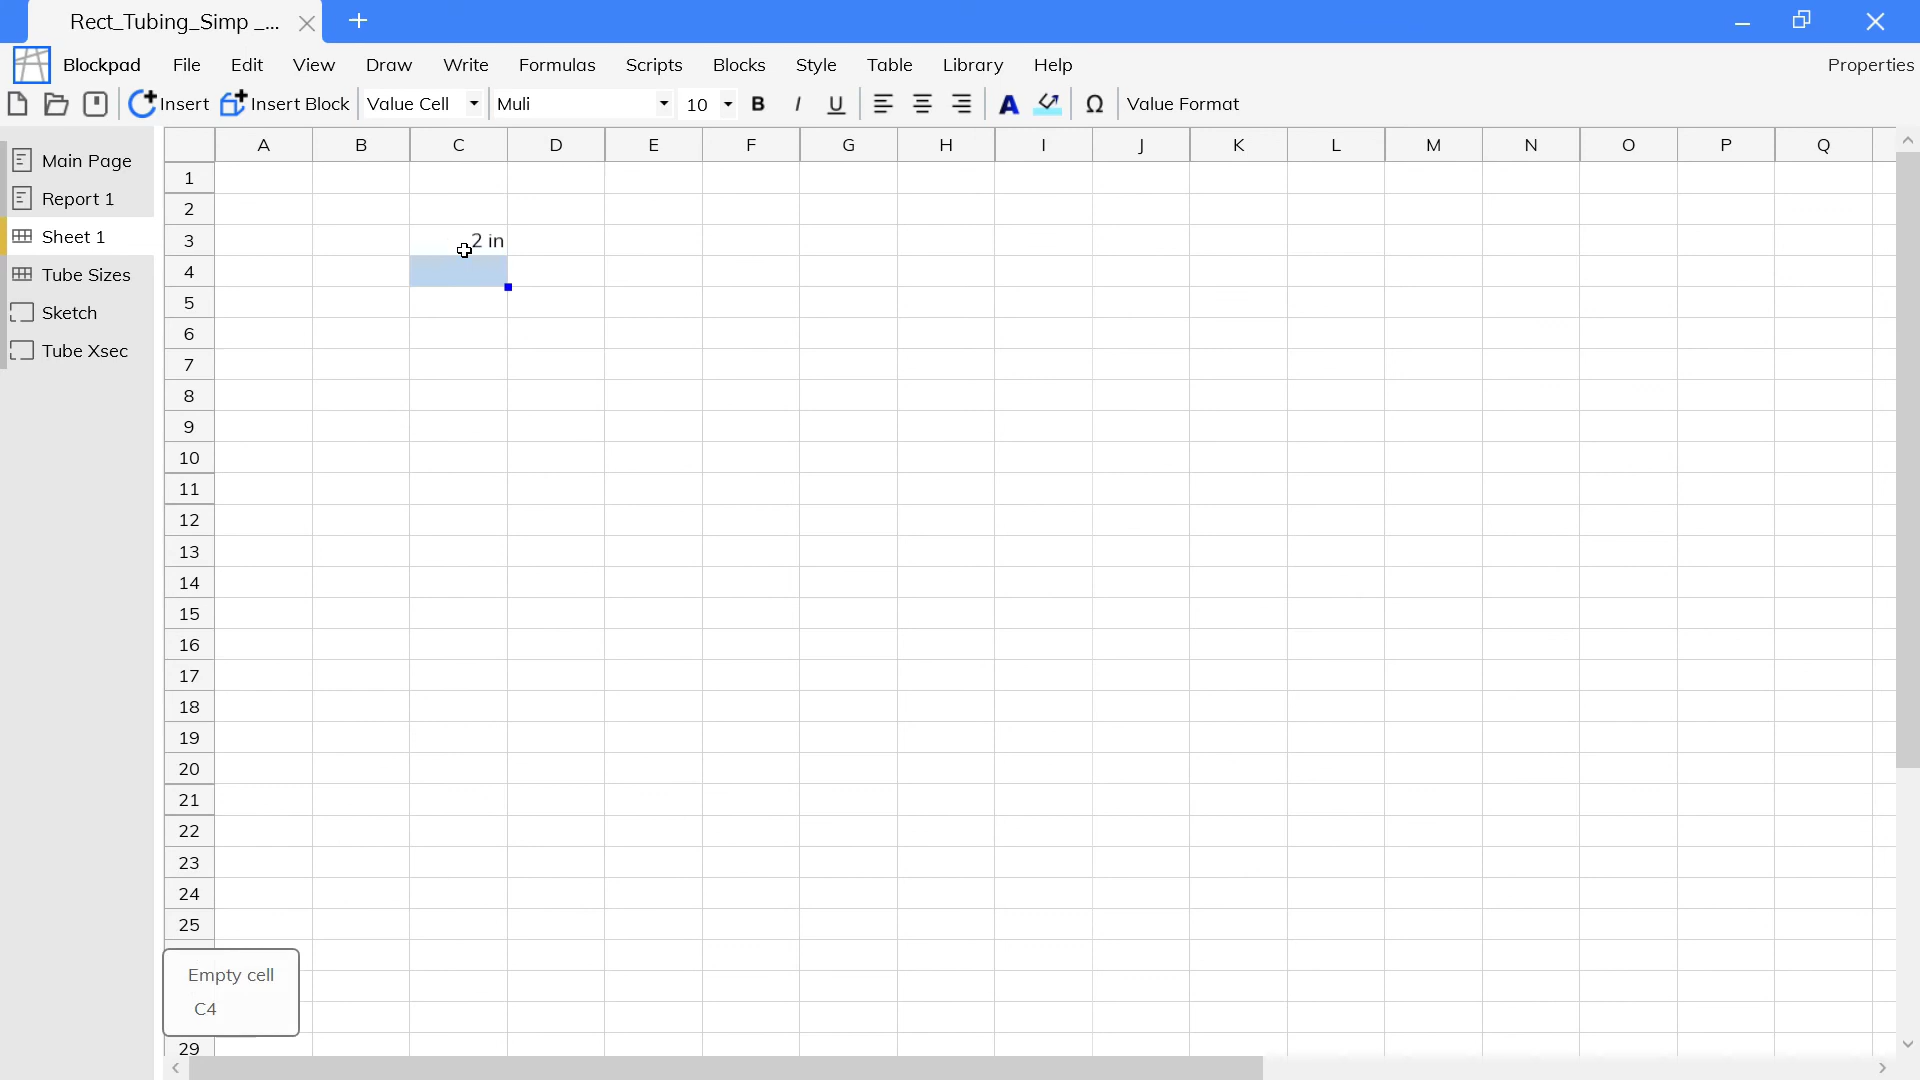 Rect_Tubing_Simp _...
Blockpad File Edit View Draw Write Formulas Scripts Blocks Style Table Library Help Properties
Insert Insert Block Value Cell Muli 10 B I U A Ω Value Format
Main Page
Report 1
Sheet 1
Tube Sizes
Sketch
Tube Xsec
A B C D E F G H I J K L M N O P Q
1
2
3 2 in
4
5
6
7
8
9
10
11
12
13
14
15
16
17
18
19
20
21
22
23
24
25
29
Empty cell
C4